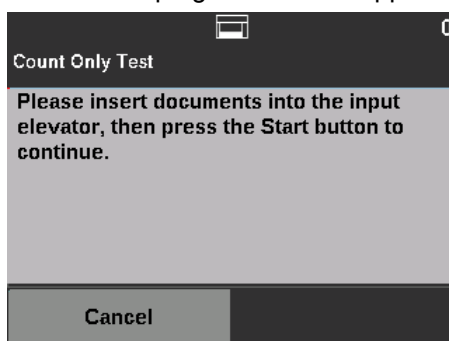 Count Only Test
Please insert documents into the input
elevator, then press the Start button to
continue.
Cancel